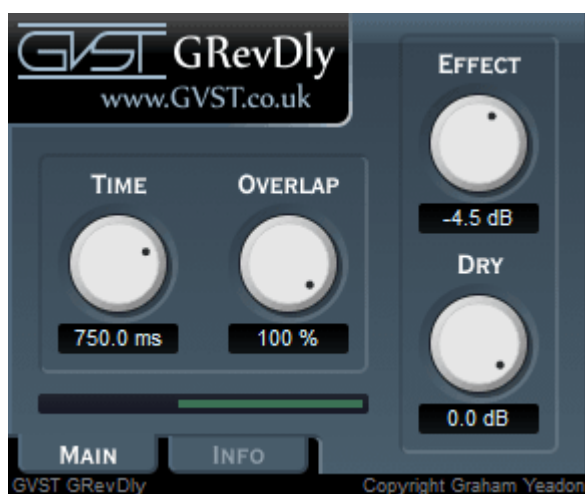 GVST GRevDly
www.GVST.co.uk
EFFECT
-4.5 dB
TIME
OVERLAP
750.0 ms
100 %
DRY
0.0 dB
MAIN
INFO
GVST GRevDly
Copyright Graham Yeadon